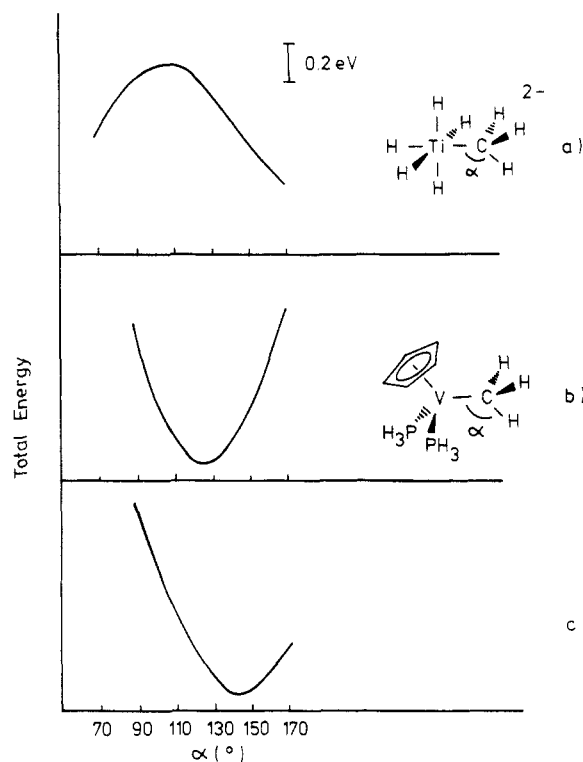 0.2 eV
2-
H
H
H
H
H
H—Ti—C
H
α
H
H
a)
Total Energy
H
V—C
H
H
α
H₃P
PH₃
b)
c
70 90 110 130 150 170
α (°)